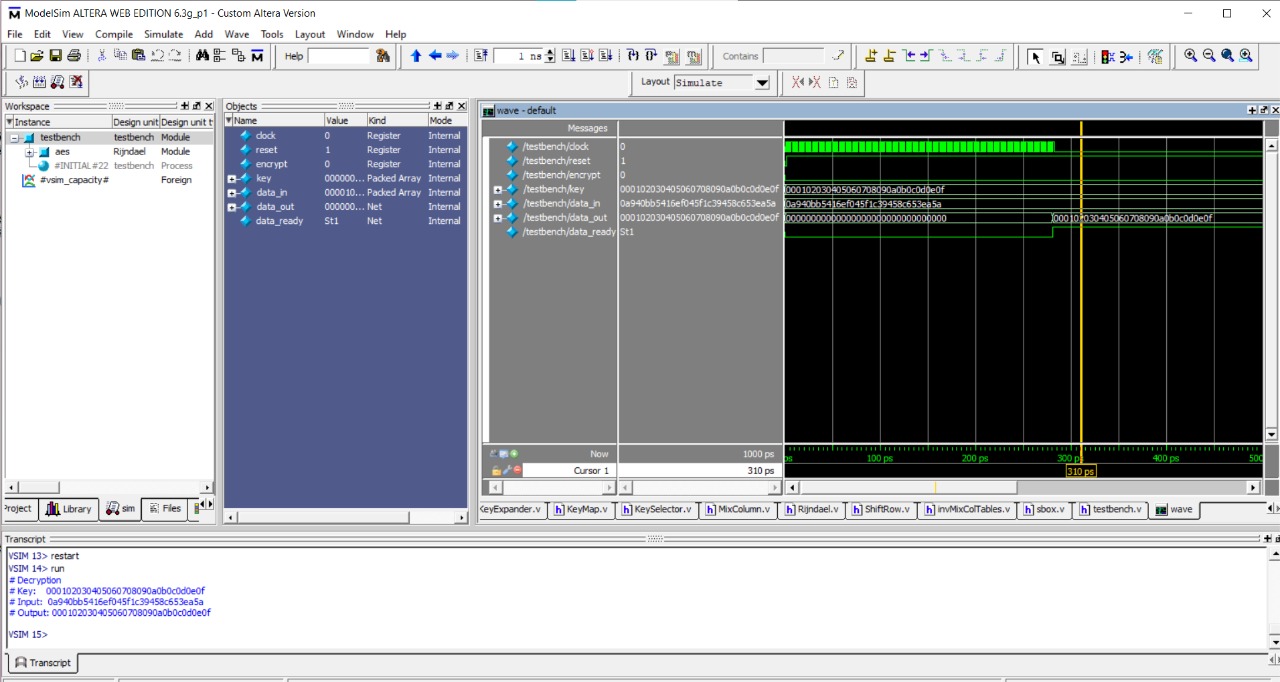 ModelSim ALTERA WEB EDITION 6.3g_p1 - Custom Altera Version
File Edit View Compile Simulate Add Wave Tools Layout Window Help
Help 1 ns Contains
Layout Simulate
Workspace
Instance Design unit Design unit t
testbench testbench Module
aes Rijndael Module
#INITIAL#22 testbench Process
#vsim_capacity# Foreign
Project Library sim Files
Objects
Name Value Kind Mode
clock 0 Register Internal
reset 1 Register Internal
encrypt 0 Register Internal
key 000000... Packed Array Internal
data_in 000010... Packed Array Internal
data_out 000000... Net Internal
data_ready St1 Net Internal
wave - default
Messages
/testbench/clock 0
/testbench/reset 1
/testbench/encrypt 0
/testbench/key 000102030405060708090a0b0c0d0e0f 000102030405060708090a0b0c0d0e0f
/testbench/data_in 0a940bb5416ef045f1c39458c653ea5a 0a940bb5416ef045f1c39458c653ea5a
/testbench/data_out 000102030405060708090a0b0c0d0e0f 00000000000000000000000000000000 000102030405060708090a0b0c0d0e0f
/testbench/data_ready St1
Now 1000 ps ps 100 ps 200 ps 300 ps 400 ps 500
Cursor 1 310 ps 310 ps
KeyExpander.v KeyMap.v KeySelector.v MixColumn.v Rijndael.v ShiftRow.v invMixColTables.v sbox.v testbench.v wave
Transcript
VSIM 13> restart
VSIM 14> run
# Decryption
# Key: 000102030405060708090a0b0c0d0e0f
# Input: 0a940bb5416ef045f1c39458c653ea5a
# Output: 000102030405060708090a0b0c0d0e0f
VSIM 15>
Transcript